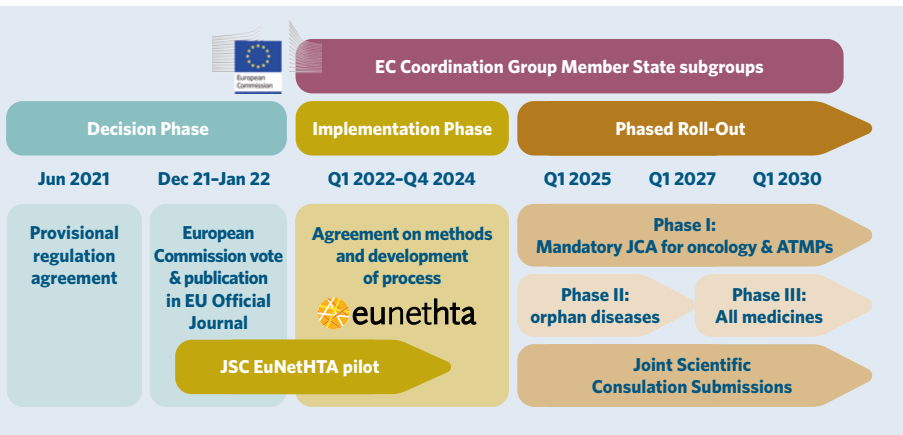 European
Commission
EC Coordination Group Member State subgroups
Decision Phase
Implementation Phase
Phased Roll-Out
Jun 2021
Dec 21–Jan 22
Q1 2022–Q4 2024
Q1 2025
Q1 2027
Q1 2030
Provisional
regulation
agreement
European
Commission vote
& publication
in EU Official
Journal
Agreement on methods
and development
of process
eunethta
JSC EuNetHTA pilot
Phase I:
Mandatory JCA for oncology & ATMPs
Phase II:
orphan diseases
Phase III:
All medicines
Joint Scientific
Consulation Submissions